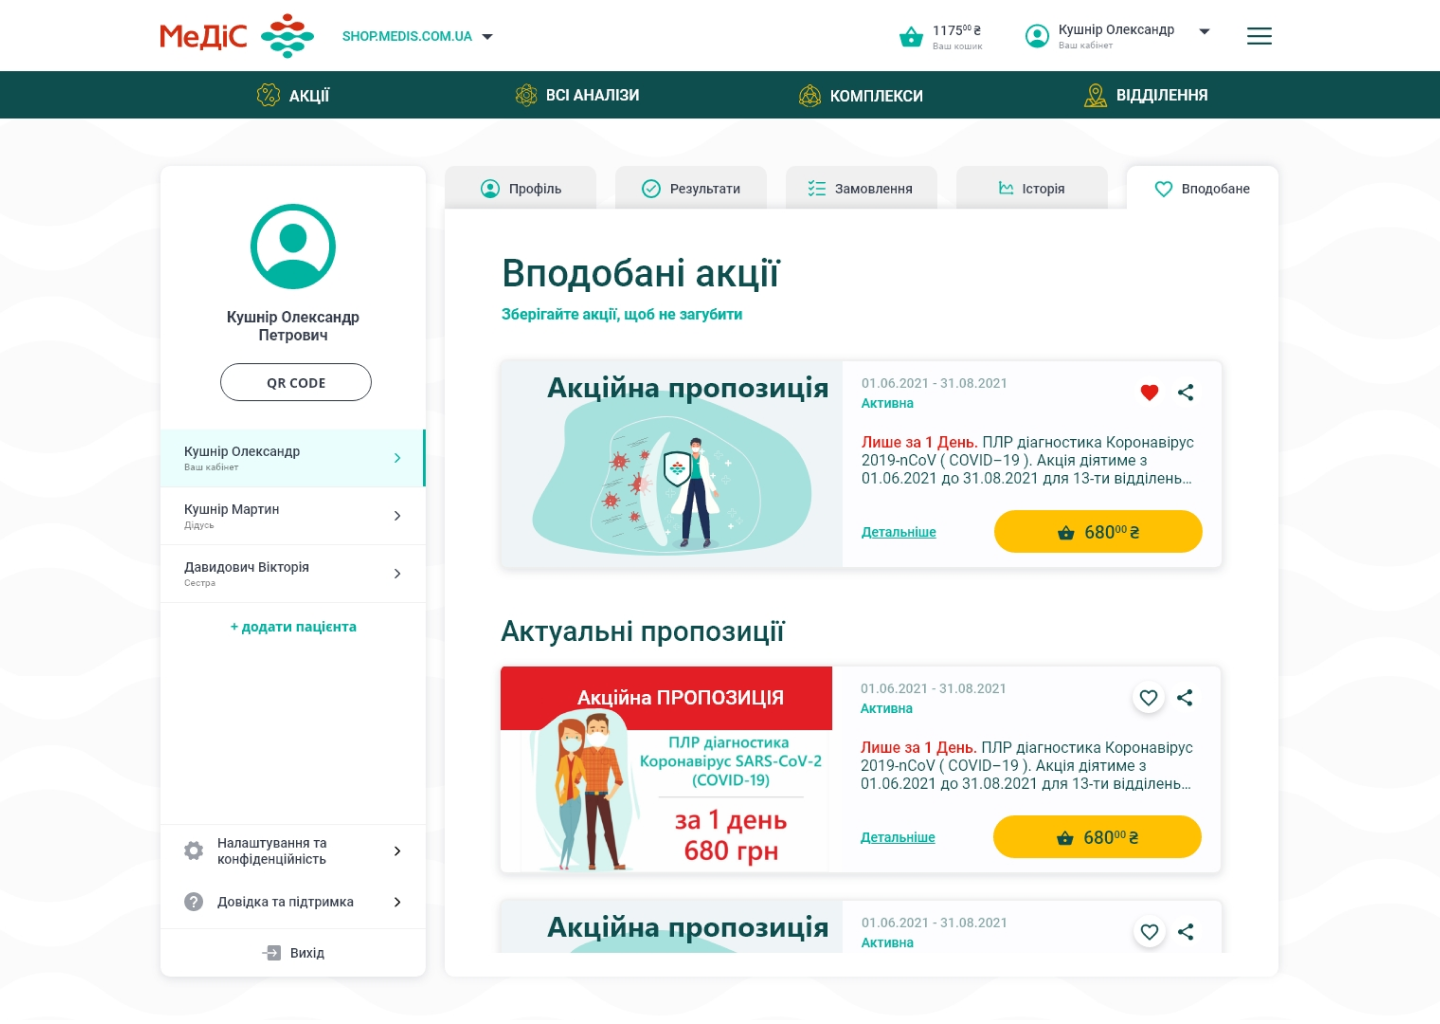 МеДіС
SHOP.MEDIS.COM.UA
1175⁰⁰ ₴
Ваш кошик
Кушнір Олександр
Ваш кабінет
АКЦІЇ
ВСІ АНАЛІЗИ
КОМПЛЕКСИ
ВІДДІЛЕННЯ
Кушнір Олександр
Петрович
QR CODE
Кушнір Олександр
Ваш кабінет
Кушнір Мартин
Дідусь
Давидович Вікторія
Сестра
+ додати пацієнта
Налаштування та
конфіденційність
Довідка та підтримка
Вихід
Профіль
Результати
Замовлення
Історія
Вподобане
Вподобані акції
Зберігайте акції, щоб не загубити
Акційна пропозиція
01.06.2021 - 31.08.2021
Активна
Лише за 1 День. ПЛР діагностика Коронавірус
2019-nCoV ( COVID–19 ). Акція діятиме з
01.06.2021 до 31.08.2021 для 13-ти відділень...
Детальніше
680⁰⁰ ₴
Актуальні пропозиції
Акційна ПРОПОЗИЦІЯ
ПЛР діагностика
Коронавірус SARS-CoV-2
(COVID-19)
за 1 день
680 грн
01.06.2021 - 31.08.2021
Активна
Лише за 1 День. ПЛР діагностика Коронавірус
2019-nCoV ( COVID–19 ). Акція діятиме з
01.06.2021 до 31.08.2021 для 13-ти відділень...
Детальніше
680⁰⁰ ₴
Акційна пропозиція
01.06.2021 - 31.08.2021
Активна